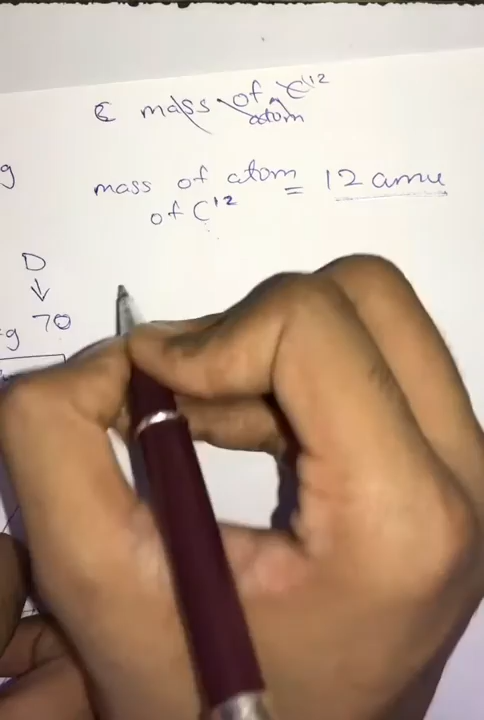 mass of C12
atom
mass of atom = 12 amu
of C12
g
D
↓
g 70